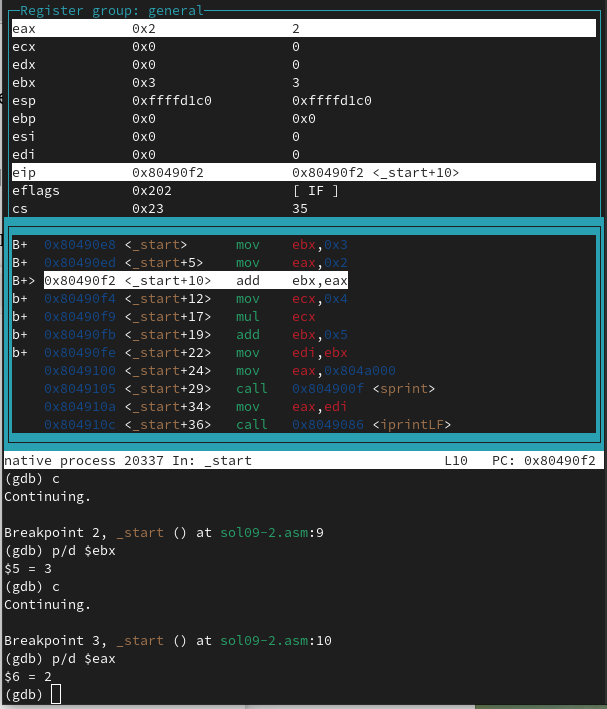 Register group: general
eax 0x2 2
ecx 0x0 0
edx 0x0 0
ebx 0x3 3
esp 0xffffd1c0 0xffffd1c0
ebp 0x0 0x0
esi 0x0 0
edi 0x0 0
eip 0x80490f2 0x80490f2 <_start+10>
eflags 0x202 [ IF ]
cs 0x23 35
B+ 0x80490e8 <_start> mov ebx,0x3
B+ 0x80490ed <_start+5> mov eax,0x2
B+> 0x80490f2 <_start+10> add ebx,eax
b+ 0x80490f4 <_start+12> mov ecx,0x4
b+ 0x80490f9 <_start+17> mul ecx
b+ 0x80490fb <_start+19> add ebx,0x5
b+ 0x80490fe <_start+22> mov edi,ebx
0x8049100 <_start+24> mov eax,0x804a000
0x8049105 <_start+29> call 0x804900f <sprint>
0x804910a <_start+34> mov eax,edi
0x804910c <_start+36> call 0x8049086 <iprintLF>
native process 20337 In: _start L10 PC: 0x80490f2
(gdb) c
Continuing.
Breakpoint 2, _start () at sol09-2.asm:9
(gdb) p/d $ebx
$5 = 3
(gdb) c
Continuing.
Breakpoint 3, _start () at sol09-2.asm:10
(gdb) p/d $eax
$6 = 2
(gdb)